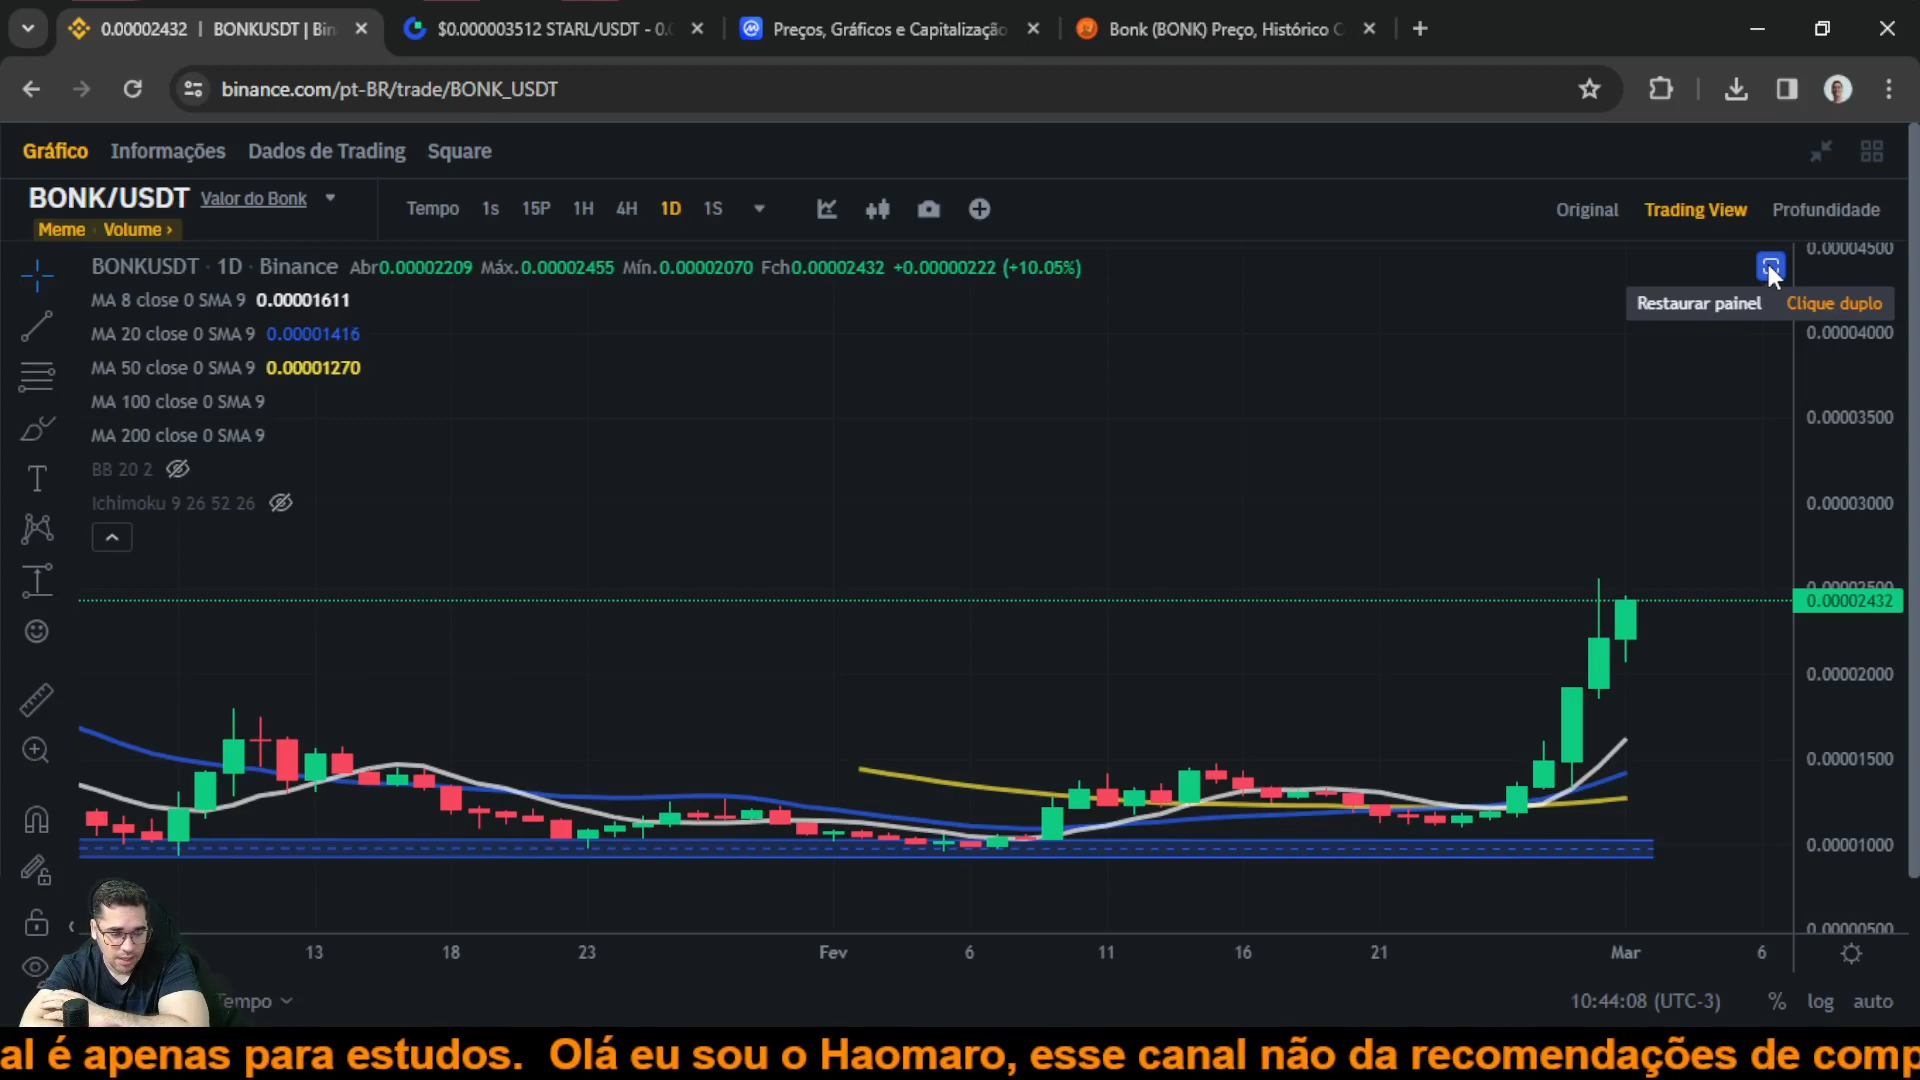 0.00002432 | BONKUSDT | Bin
$0.000003512 STARL/USDT - 0.0
Preços, Gráficos e Capitalização
Bonk (BONK) Preço, Histórico C
binance.com/pt-BR/trade/BONK_USDT
Gráfico Informações Dados de Trading Square
BONK/USDT Valor do Bonk
Meme · Volume ›
Tempo 1s 15P 1H 4H 1D 1S
Original Trading View Profundidade
BONKUSDT · 1D · Binance Abr0.00002209 Máx.0.00002455 Mín.0.00002070 Fch0.00002432 +0.00000222 (+10.05%)
MA 8 close 0 SMA 9 0.00001611
MA 20 close 0 SMA 9 0.00001416
MA 50 close 0 SMA 9 0.00001270
MA 100 close 0 SMA 9
MA 200 close 0 SMA 9
BB 20 2
Ichimoku 9 26 52 26
Restaurar painel Clique duplo
0.00004500
0.00004000
0.00003500
0.00003000
0.00002500
0.00002432
0.00002000
0.00001500
0.00001000
0.00000500
13 18 23 Fev 6 11 16 21 Mar 6
Tempo
10:44:08 (UTC-3) % log auto
al é apenas para estudos. Olá eu sou o Haomaro, esse canal não da recomendações de comp